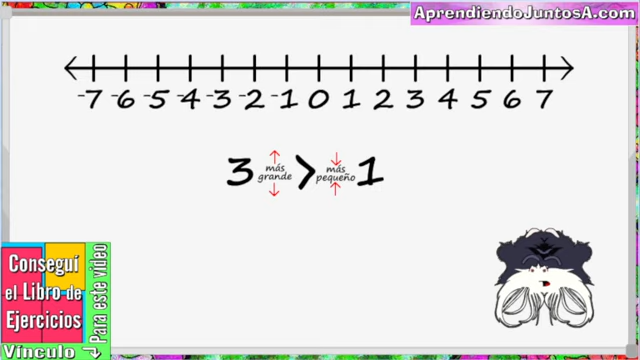 AprendiendoJuntosA.com
-7 -6 -5 -4 -3 -2 -1 0 1 2 3 4 5 6 7
3 más grande > más pequeño 1
Conseguí
el Libro de
Ejercicios
Vínculo
Para este vídeo